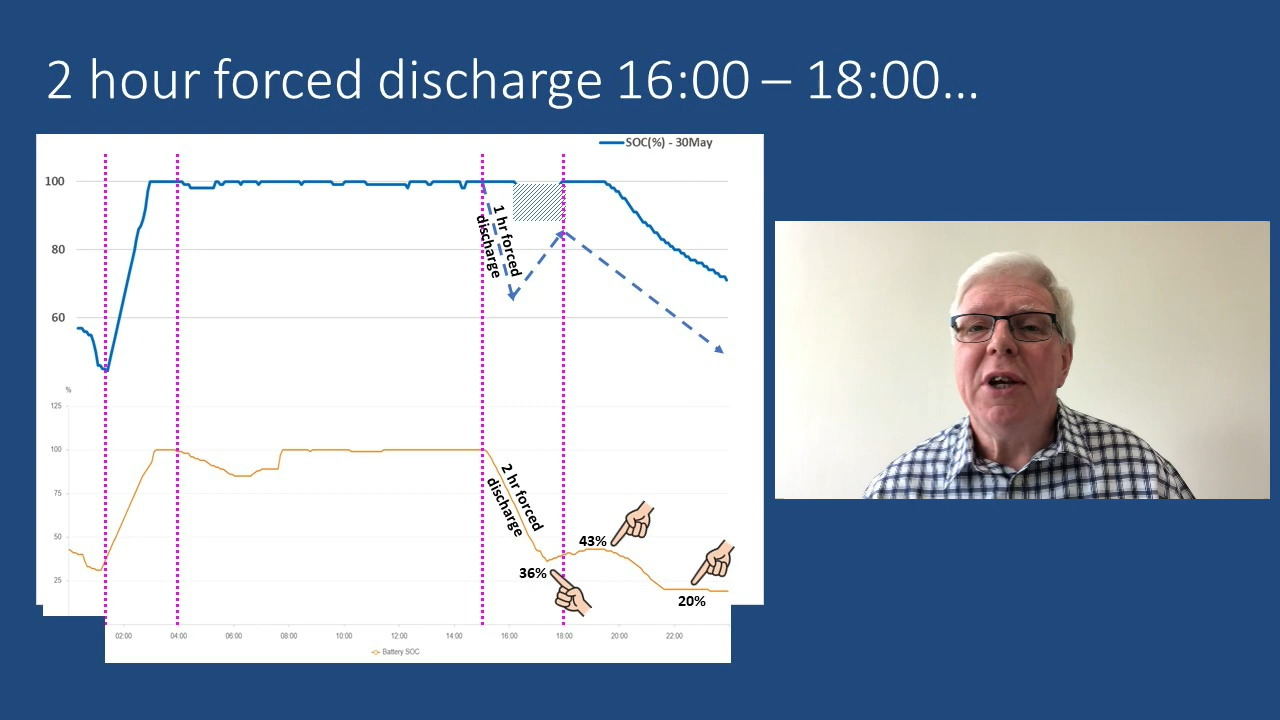 2 hour forced discharge 16:00 – 18:00…
SOC(%) - 30May
100
80
60
1 hr forced
discharge
%
125
100
75
50
25
2 hr forced
discharge
43%
36%
20%
02:00 04:00 06:00 08:00 10:00 12:00 14:00 16:00 18:00 20:00 22:00
Battery SOC